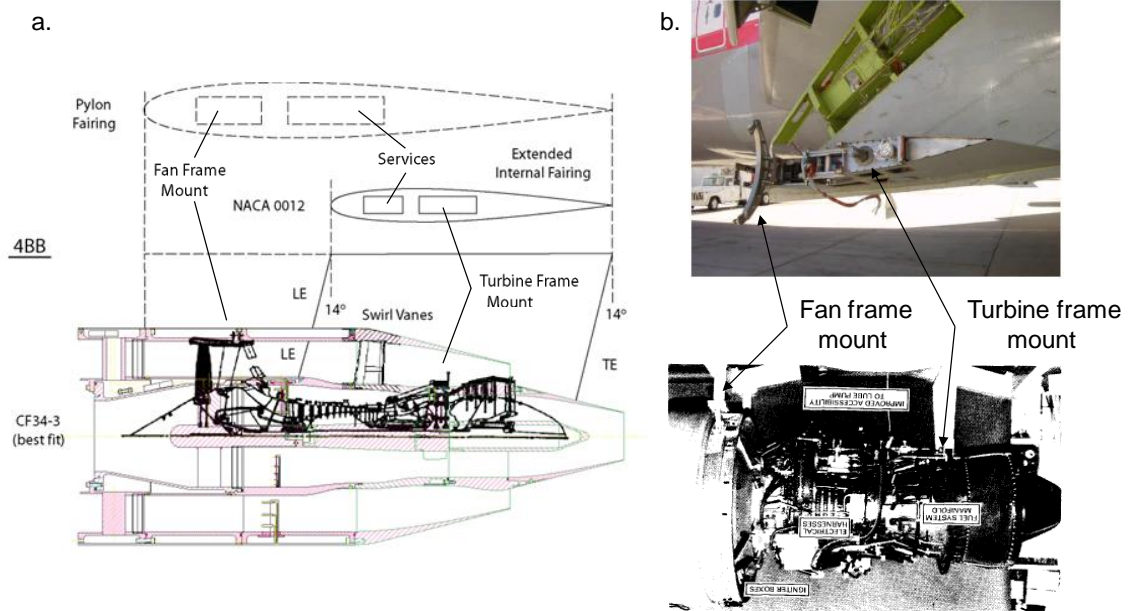 a.
Pylon
Fairing
Fan Frame
Mount
Services
Extended
Internal Fairing
NACA 0012
4BB
LE
14°
Swirl Vanes
Turbine Frame
Mount
14°
LE
TE
CF34-3
(best fit)
b.
Fan frame
mount
Turbine frame
mount
IMPROVED ACCESSIBILITY
TO LUBE PUMP
ELECTRICAL
HARNESSES
FUEL SYSTEM
MANIFOLD
IGNITER BOXES